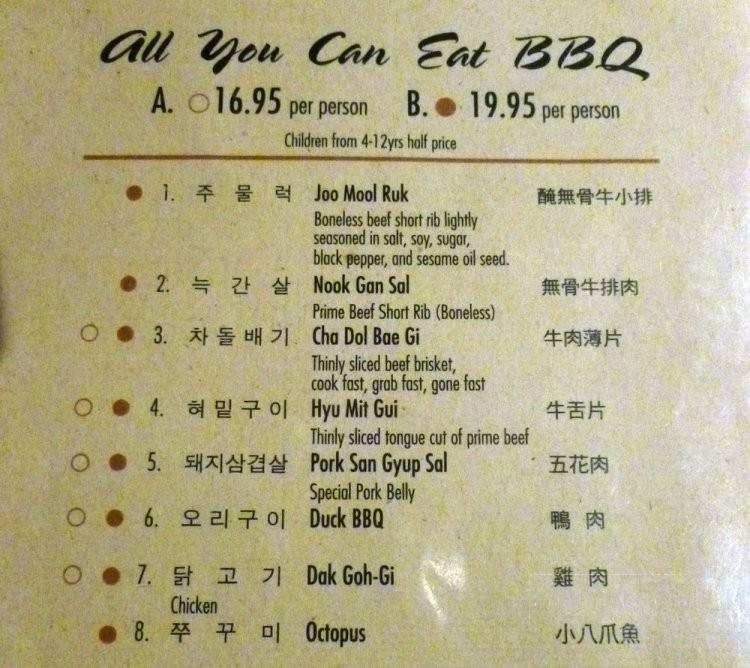 All You Can Eat BBQ
A. 16.95 per person B. 19.95 per person
Children from 4-12yrs half price
1. 주물럭 Joo Mool Ruk 醃無骨牛小排
Boneless beef short rib lightly
seasoned in salt, soy, sugar,
black pepper, and sesame oil seed.
2. 늑간살 Nook Gan Sal 無骨牛排肉
Prime Beef Short Rib (Boneless)
3. 차돌배기 Cha Dol Bae Gi 牛肉薄片
Thinly sliced beef brisket,
cook fast, grab fast, gone fast
4. 혀밑구이 Hyu Mit Gui 牛舌片
Thinly sliced tongue cut of prime beef
5. 돼지삼겹살 Pork San Gyup Sal 五花肉
Special Pork Belly
6. 오리구이 Duck BBQ 鴨肉
7. 닭고기 Dak Goh-Gi 雞肉
Chicken
8. 쭈꾸미 Octopus 小八爪魚